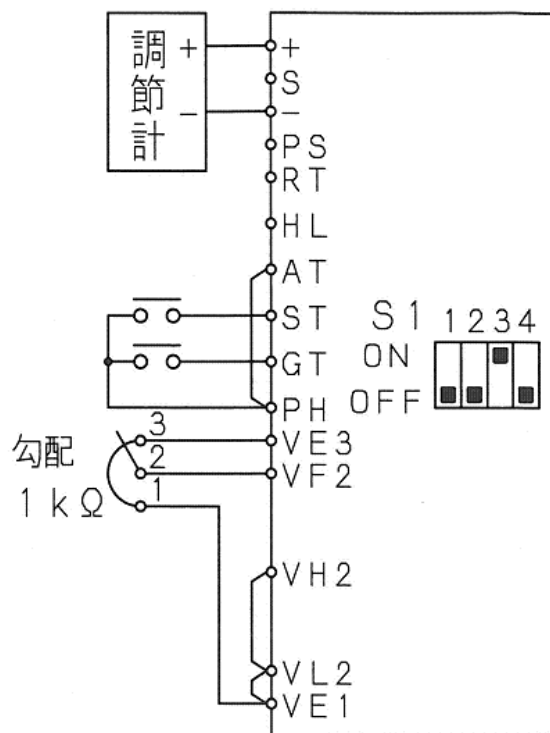 調節計
+ +
S
− −
PS
RT
HL
AT
ST
GT
PH
S1 1 2 3 4
ON
OFF
勾配
1kΩ
3 VE3
2 VF2
1
VH2
VL2
VE1